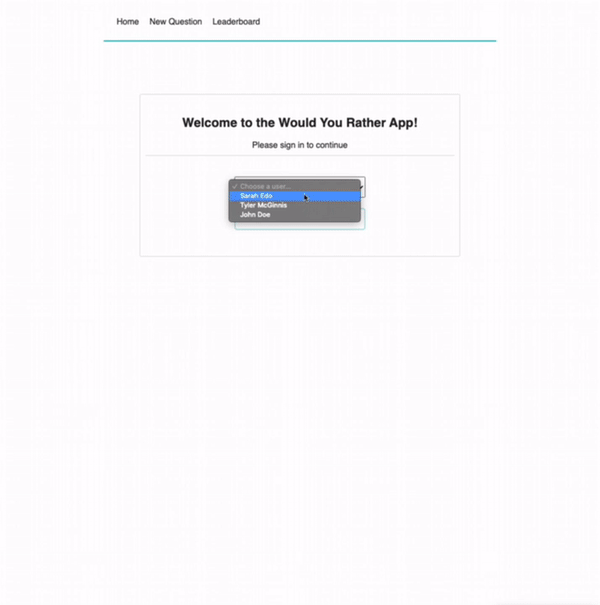 Home New Question Leaderboard
Welcome to the Would You Rather App!
Please sign in to continue
✓ Choose a user...
Sarah Edo
Tyler McGinnis
John Doe